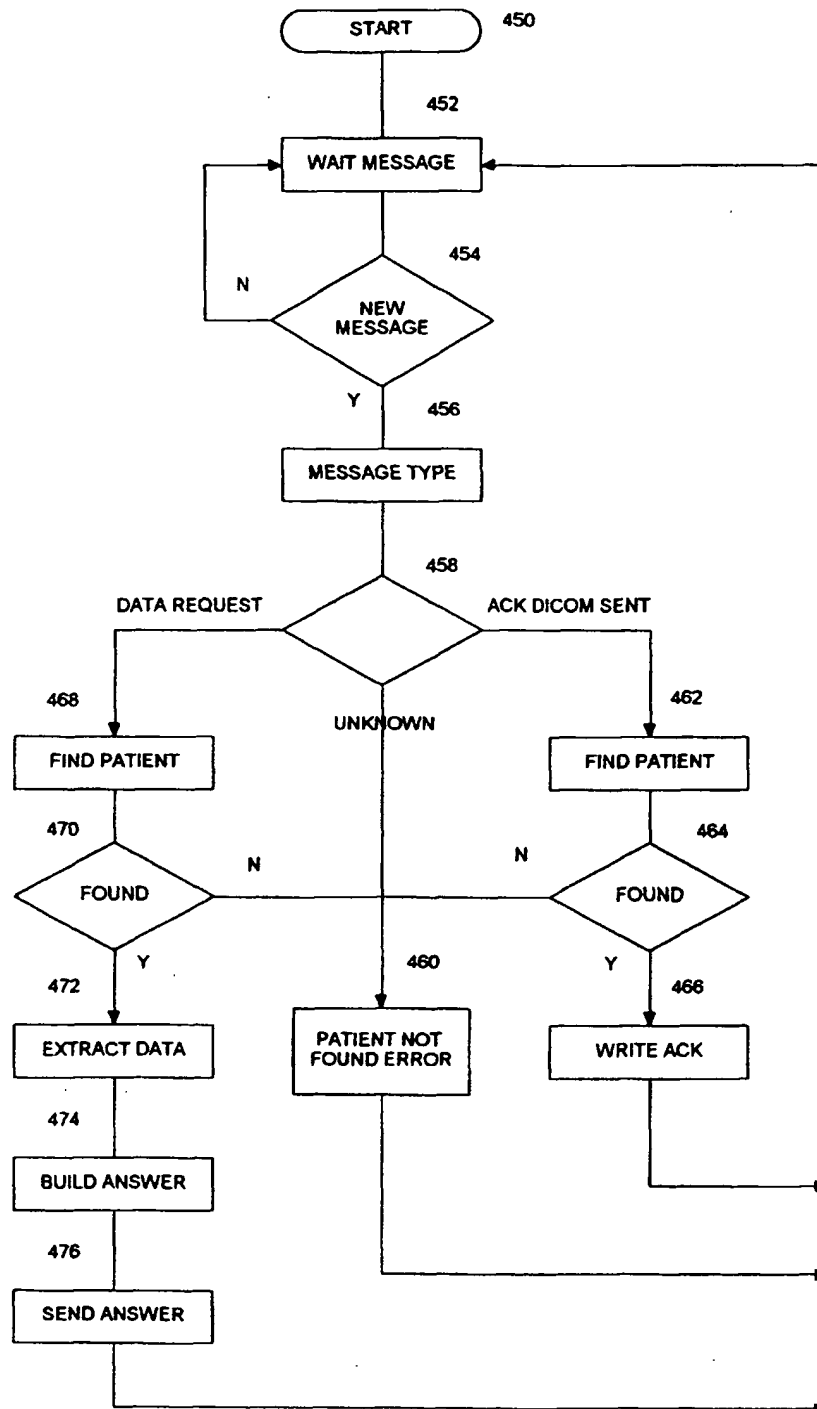 START
450
452
WAIT MESSAGE
454
N
NEW
MESSAGE
Y
456
MESSAGE TYPE
458
DATA REQUEST
ACK DICOM SENT
468
462
UNKNOWN
FIND PATIENT
FIND PATIENT
470
464
N
N
FOUND
FOUND
Y
460
Y
472
466
EXTRACT DATA
PATIENT NOT
FOUND ERROR
WRITE ACK
474
BUILD ANSWER
476
SEND ANSWER